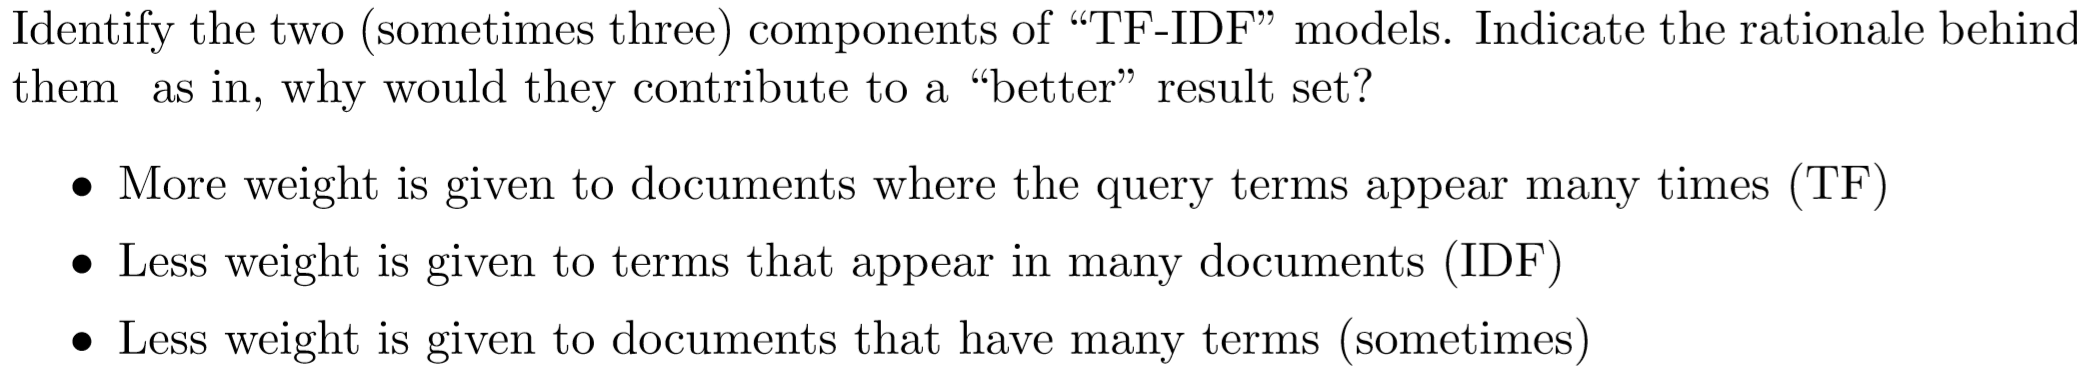 Identify the two (sometimes three) components of “TF-IDF” models. Indicate the rationale behind
them as in, why would they contribute to a “better” result set?
• More weight is given to documents where the query terms appear many times (TF)
• Less weight is given to terms that appear in many documents (IDF)
• Less weight is given to documents that have many terms (sometimes)